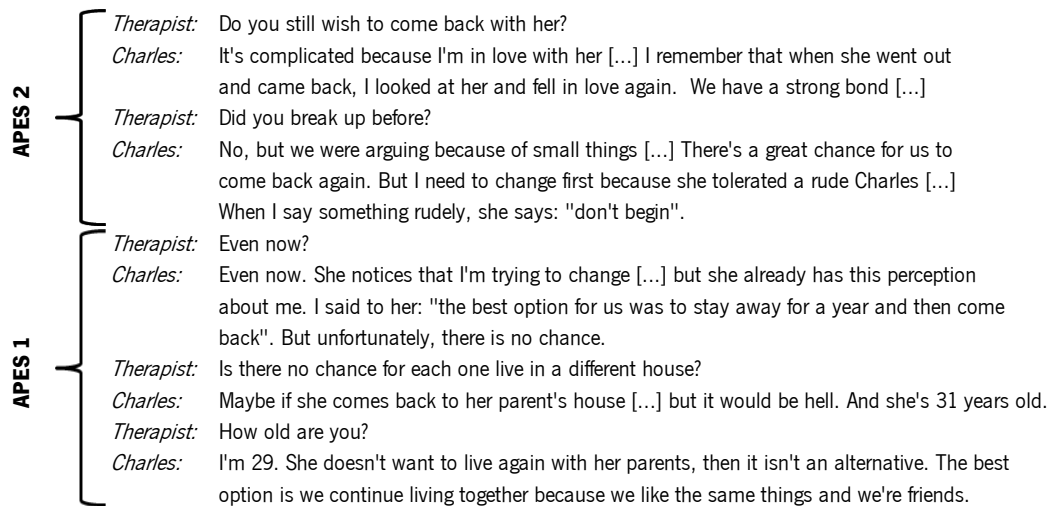 APES 2
Therapist: Do you still wish to come back with her?
Charles: It's complicated because I'm in love with her [...] I remember that when she went out
and came back, I looked at her and fell in love again. We have a strong bond [...]
Therapist: Did you break up before?
Charles: No, but we were arguing because of small things [...] There's a great chance for us to
come back again. But I need to change first because she tolerated a rude Charles [...]
When I say something rudely, she says: "don't begin".
APES 1
Therapist: Even now?
Charles: Even now. She notices that I'm trying to change [...] but she already has this perception
about me. I said to her: "the best option for us was to stay away for a year and then come
back". But unfortunately, there is no chance.
Therapist: Is there no chance for each one live in a different house?
Charles: Maybe if she comes back to her parent's house [...] but it would be hell. And she's 31 years old.
Therapist: How old are you?
Charles: I'm 29. She doesn't want to live again with her parents, then it isn't an alternative. The best
option is we continue living together because we like the same things and we're friends.